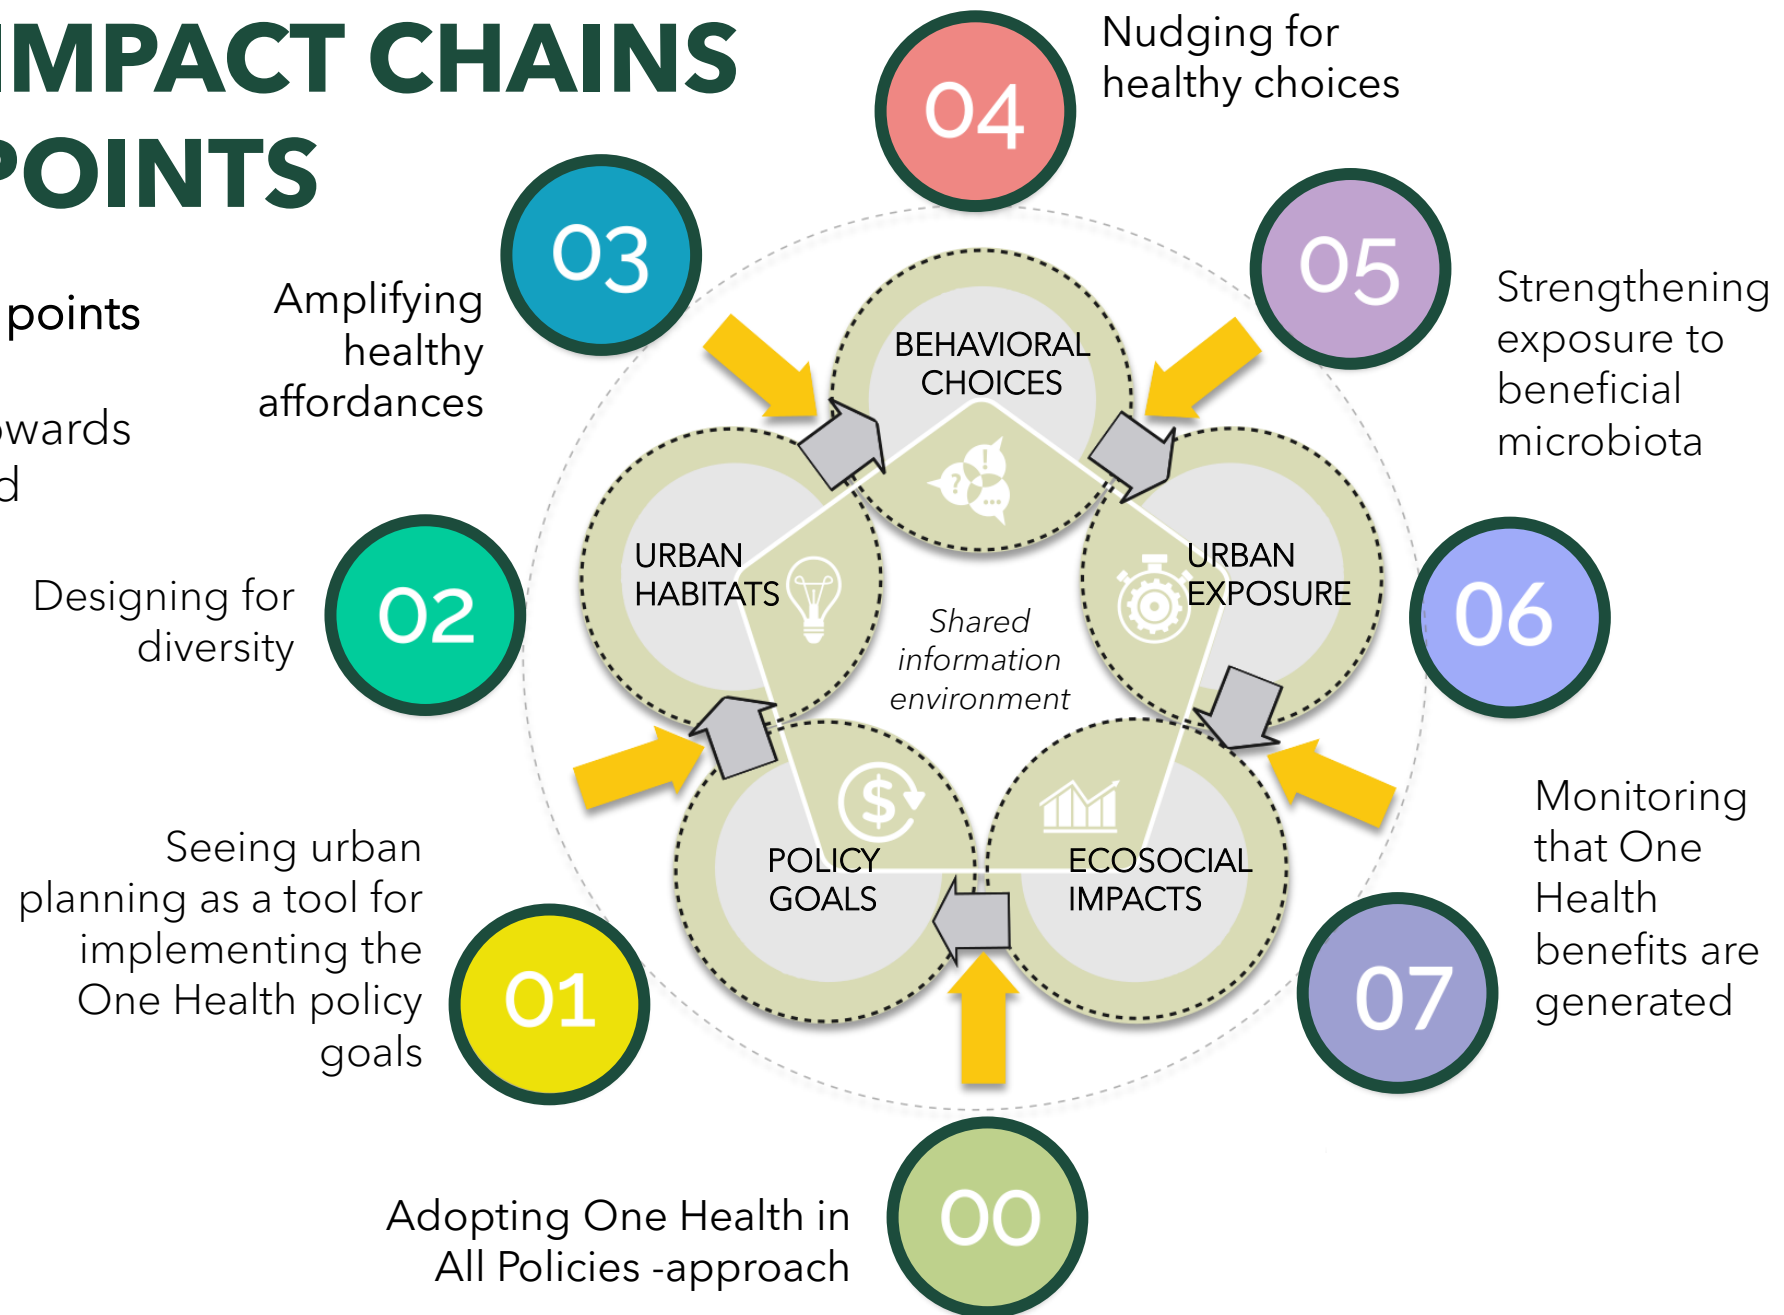 IMPACT CHAINS
POINTS
points
wards
d
Nudging for
healthy choices
04
03
05
Amplifying
healthy
affordances
Strengthening
exposure to
beneficial
microbiota
BEHAVIORAL
CHOICES
?
!
...
URBAN
HABITATS
URBAN
EXPOSURE
Shared
information
environment
Designing for
diversity
02
06
$
POLICY
GOALS
ECOSOCIAL
IMPACTS
Seeing urban
planning as a tool for
implementing the
One Health policy
goals
01
Monitoring
that One
Health
benefits are
generated
07
Adopting One Health in
All Policies -approach
00